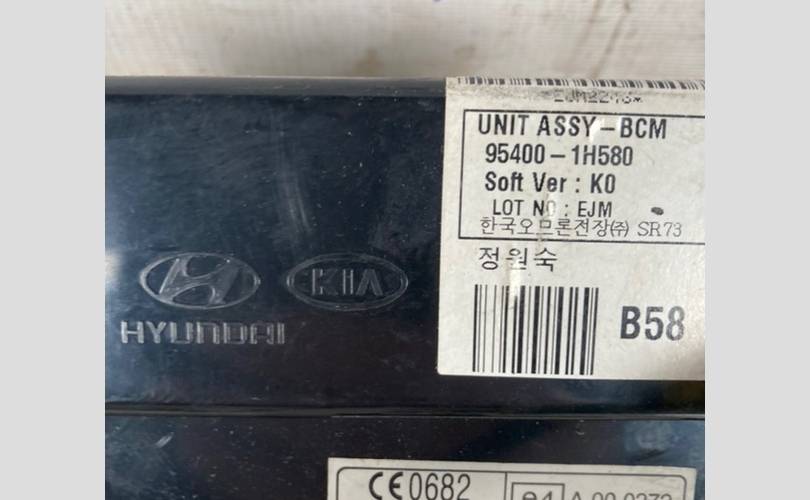 UNIT ASSY-BCM
95400-1H580
Soft Ver : K0
LOT NO : EJM
한국오므론전장㈜ SR73
정원숙
B58
KIA
HYUNDAI
CE0682
e4